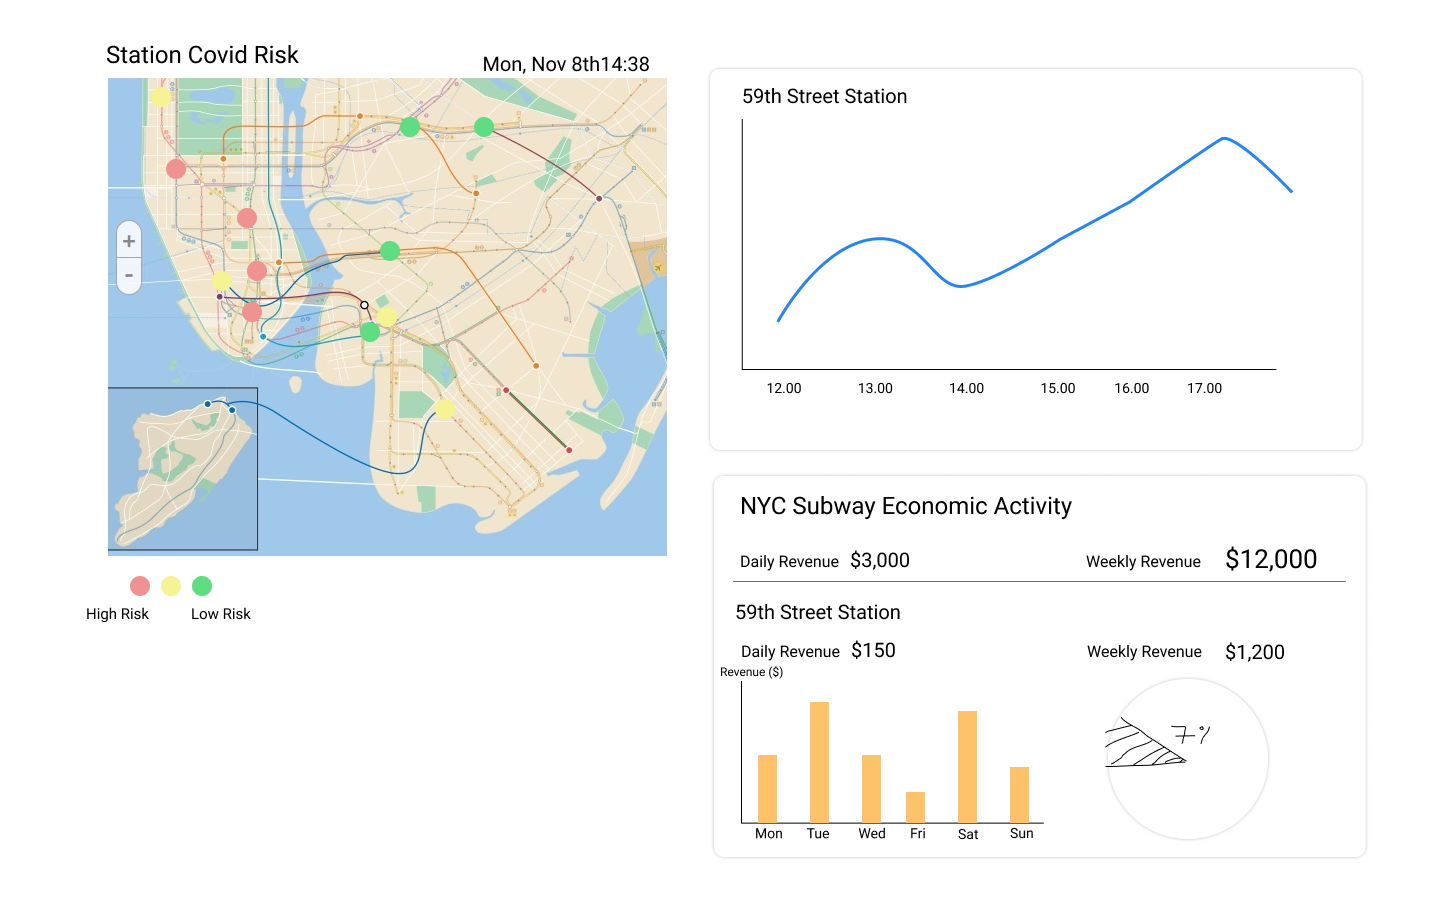 Station Covid Risk
Mon, Nov 8th14:38
+
-
High Risk
Low Risk
59th Street Station
12.00 13.00 14.00 15.00 16.00 17.00
NYC Subway Economic Activity
Daily Revenue $3,000
Weekly Revenue $12,000
59th Street Station
Daily Revenue $150
Weekly Revenue $1,200
Revenue ($)
7%
Mon Tue Wed Fri Sat Sun